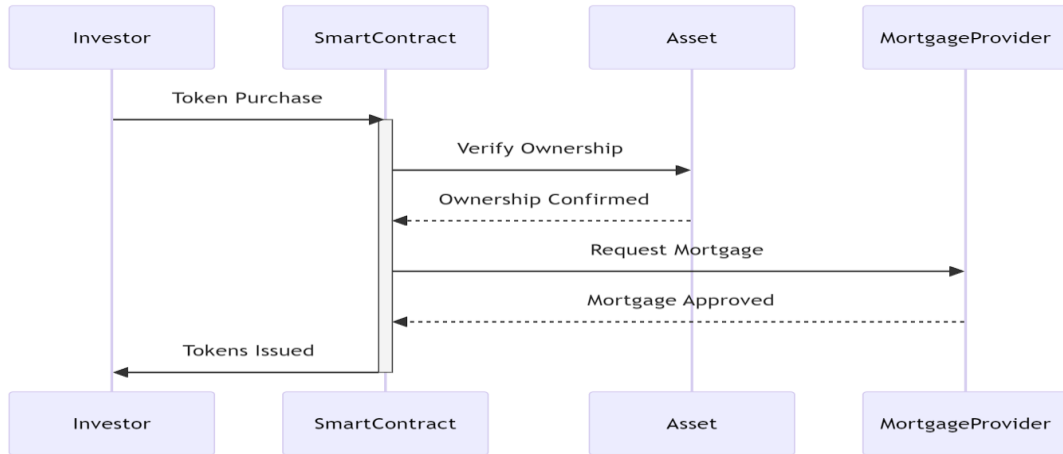 Investor
SmartContract
Asset
MortgageProvider
Token Purchase
Verify Ownership
Ownership Confirmed
Request Mortgage
Mortgage Approved
Tokens Issued
Investor
SmartContract
Asset
MortgageProvider